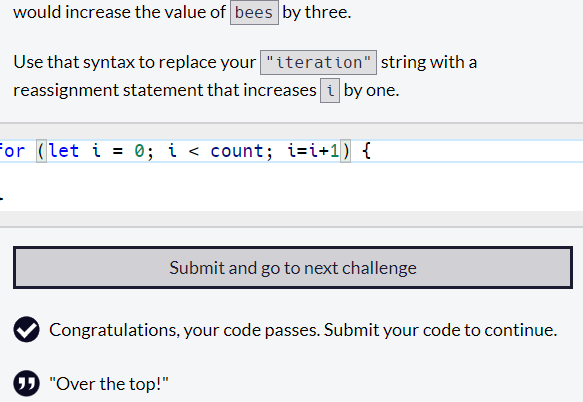 would increase the value of bees by three.
Use that syntax to replace your "iteration" string with a
reassignment statement that increases i by one.
for (let i = 0; i < count; i=i+1) {
Submit and go to next challenge
Congratulations, your code passes. Submit your code to continue.
"Over the top!"